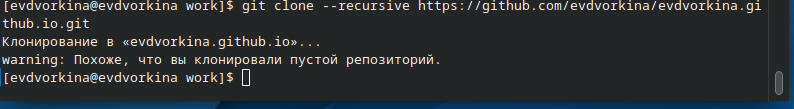 [evdvorkina@evdvorkina work]$ git clone --recursive https://github.com/evdvorkina/evdvorkina.gi
thub.io.git
Клонирование в «evdvorkina.github.io»...
warning: Похоже, что вы клонировали пустой репозиторий.
[evdvorkina@evdvorkina work]$